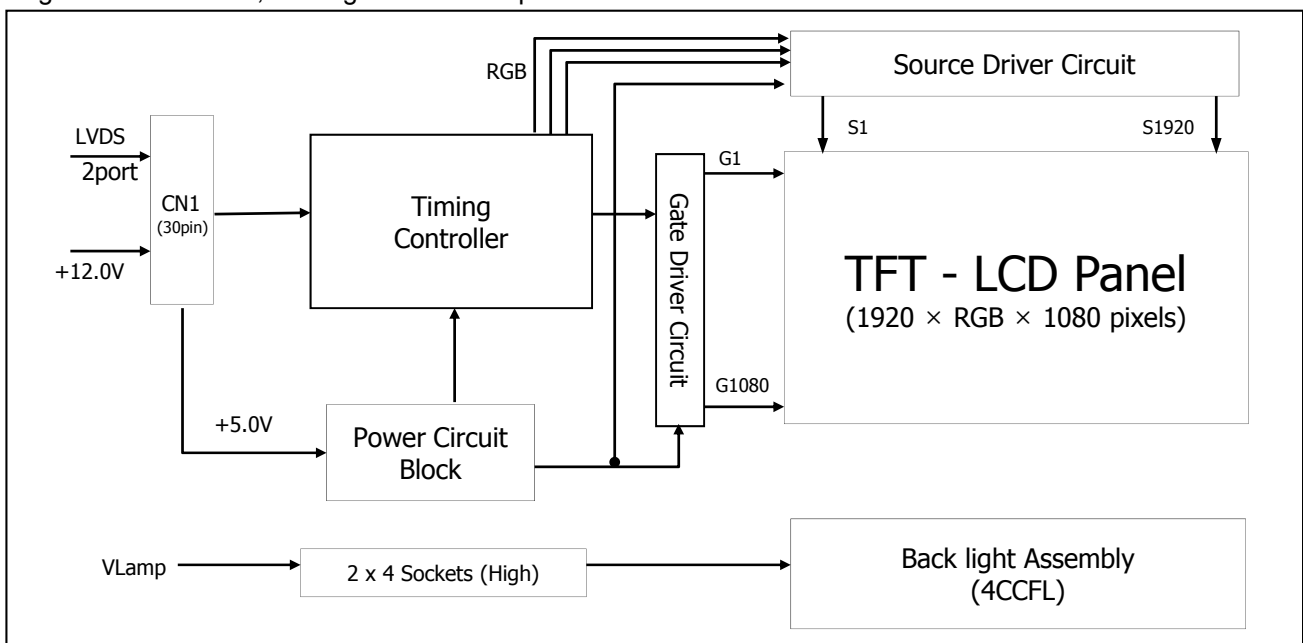 RGB
Source Driver Circuit
S1
S1920
LVDS
2port
CN1
(30pin)
+12.0V
Timing
Controller
G1
Gate Driver Circuit
G1080
TFT - LCD Panel
(1920 × RGB × 1080 pixels)
+5.0V
Power Circuit
Block
VLamp
2 x 4 Sockets (High)
Back light Assembly
(4CCFL)